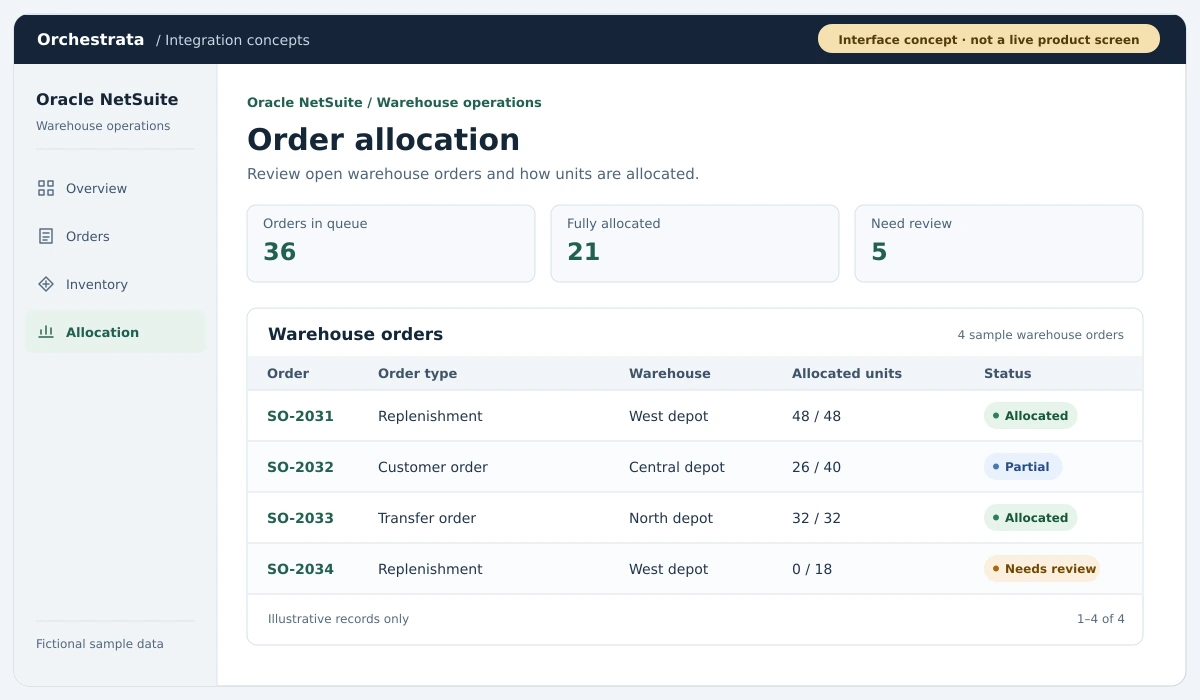 Orchestrata / Integration concepts
Interface concept · not a live product screen
Oracle NetSuite
Warehouse operations
Overview
Orders
Inventory
Allocation
Fictional sample data
Oracle NetSuite / Warehouse operations
Order allocation
Review open warehouse orders and how units are allocated.
Orders in queue
36
Fully allocated
21
Need review
5
Warehouse orders
4 sample warehouse orders
Order Order type Warehouse Allocated units Status
SO-2031 Replenishment West depot 48 / 48 Allocated
SO-2032 Customer order Central depot 26 / 40 Partial
SO-2033 Transfer order North depot 32 / 32 Allocated
SO-2034 Replenishment West depot 0 / 18 Needs review
Illustrative records only
1–4 of 4